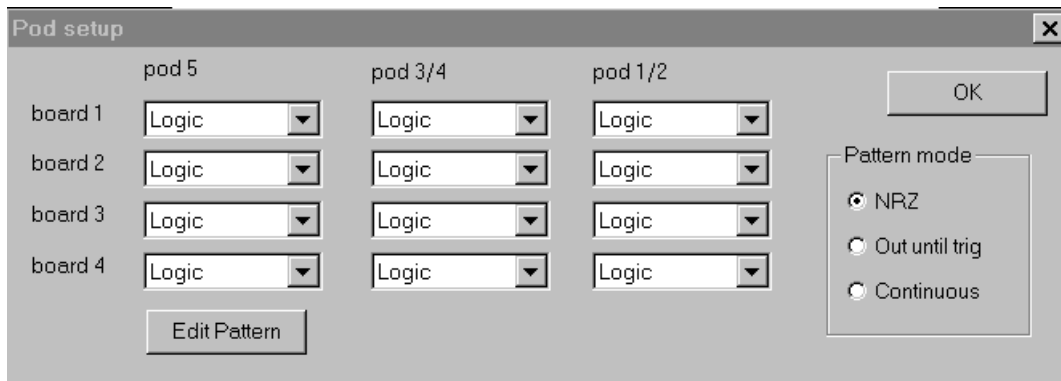 Pod setup
pod 5 pod 3/4 pod 1/2
OK
board 1 Logic Logic Logic
board 2 Logic Logic Logic
board 3 Logic Logic Logic
board 4 Logic Logic Logic
Edit Pattern
Pattern mode
NRZ
Out until trig
Continuous